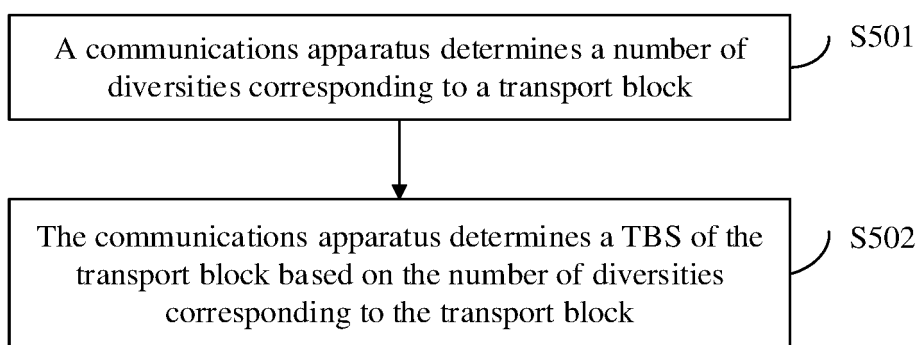 A communications apparatus determines a number of
diversities corresponding to a transport block
S501
The communications apparatus determines a TBS of the
transport block based on the number of diversities
corresponding to the transport block
S502